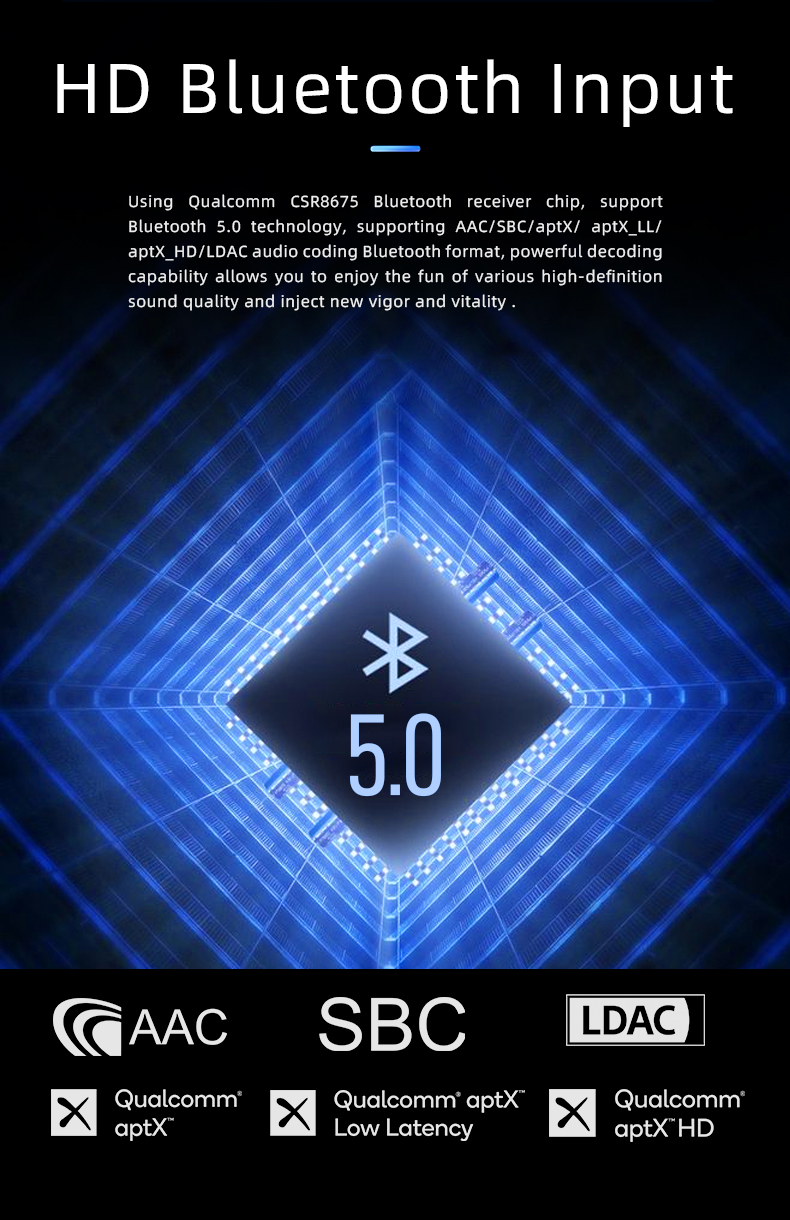 HD Bluetooth Input
Using Qualcomm CSR8675 Bluetooth receiver chip, support
Bluetooth 5.0 technology, supporting AAC/SBC/aptX/ aptX_LL/
aptX_HD/LDAC audio coding Bluetooth format, powerful decoding
capability allows you to enjoy the fun of various high-definition
sound quality and inject new vigor and vitality .
5.0
AAC
SBC
LDAC
Qualcomm®
aptX™
Qualcomm® aptX™
Low Latency
Qualcomm®
aptX™ HD